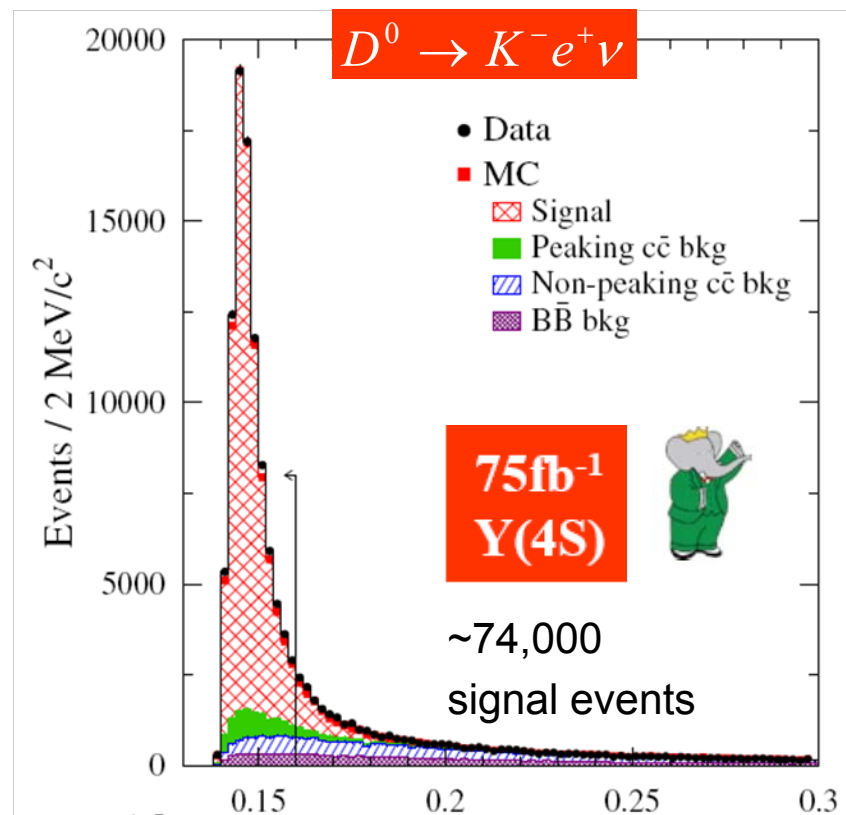 D⁰ → K⁻ e⁺ ν
20000
15000
10000
5000
0
Events / 2 MeV/c²
Data
MC
Signal
Peaking cc̄ bkg
Non-peaking cc̄ bkg
BB̄ bkg
75fb⁻¹
Y(4S)
~74,000
signal events
0.15 0.2 0.25 0.3